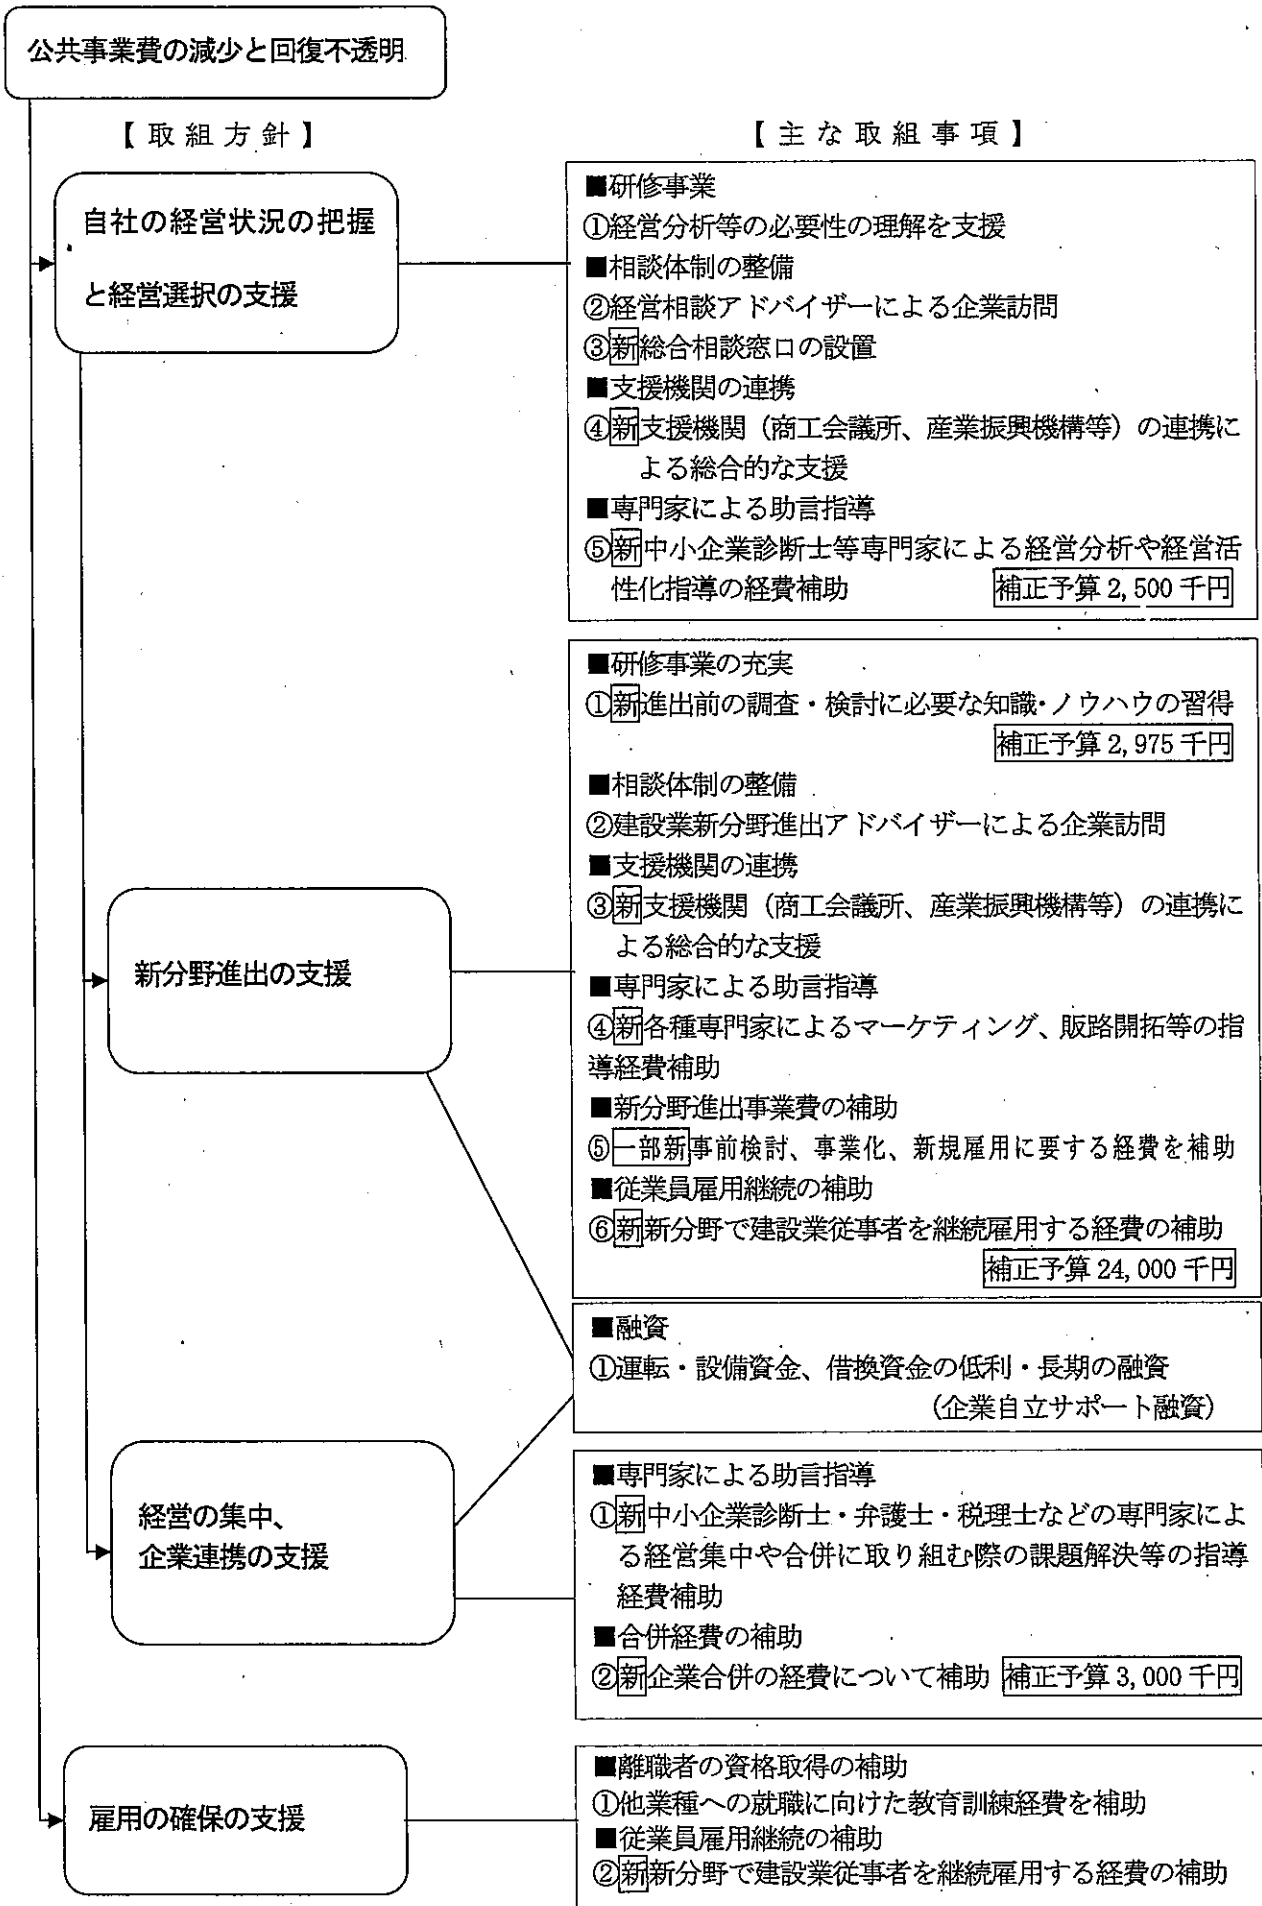 公共事業費の減少と回復不透明
【取組方針】
【主な取組事項】
自社の経営状況の把握
と経営選択の支援
■研修事業
①経営分析等の必要性の理解を支援
■相談体制の整備
②経営相談アドバイザーによる企業訪問
③新総合相談窓口の設置
■支援機関の連携
④新支援機関（商工会議所、産業振興機構等）の連携に
よる総合的な支援
■専門家による助言指導
⑤新中小企業診断士等専門家による経営分析や経営活
性化指導の経費補助 補正予算 2,500 千円
新分野進出の支援
■研修事業の充実
①新進出前の調査・検討に必要な知識・ノウハウの習得
補正予算 2,975 千円
■相談体制の整備
②建設業新分野進出アドバイザーによる企業訪問
■支援機関の連携
③新支援機関（商工会議所、産業振興機構等）の連携に
よる総合的な支援
■専門家による助言指導
④新各種専門家によるマーケティング、販路開拓等の指
導経費補助
■新分野進出事業費の補助
⑤一部新事前検討、事業化、新規雇用に要する経費を補助
■従業員雇用継続の補助
⑥新新分野で建設業従事者を継続雇用する経費の補助
補正予算 24,000 千円
■融資
①運転・設備資金、借換資金の低利・長期の融資
（企業自立サポート融資）
経営の集中、
企業連携の支援
■専門家による助言指導
①新中小企業診断士・弁護士・税理士などの専門家によ
る経営集中や合併に取り組む際の課題解決等の指導
経費補助
■合併経費の補助
②新企業合併の経費について補助 補正予算 3,000 千円
雇用の確保の支援
■離職者の資格取得の補助
①他業種への就職に向けた教育訓練経費を補助
■従業員雇用継続の補助
②新新分野で建設業従事者を継続雇用する経費の補助